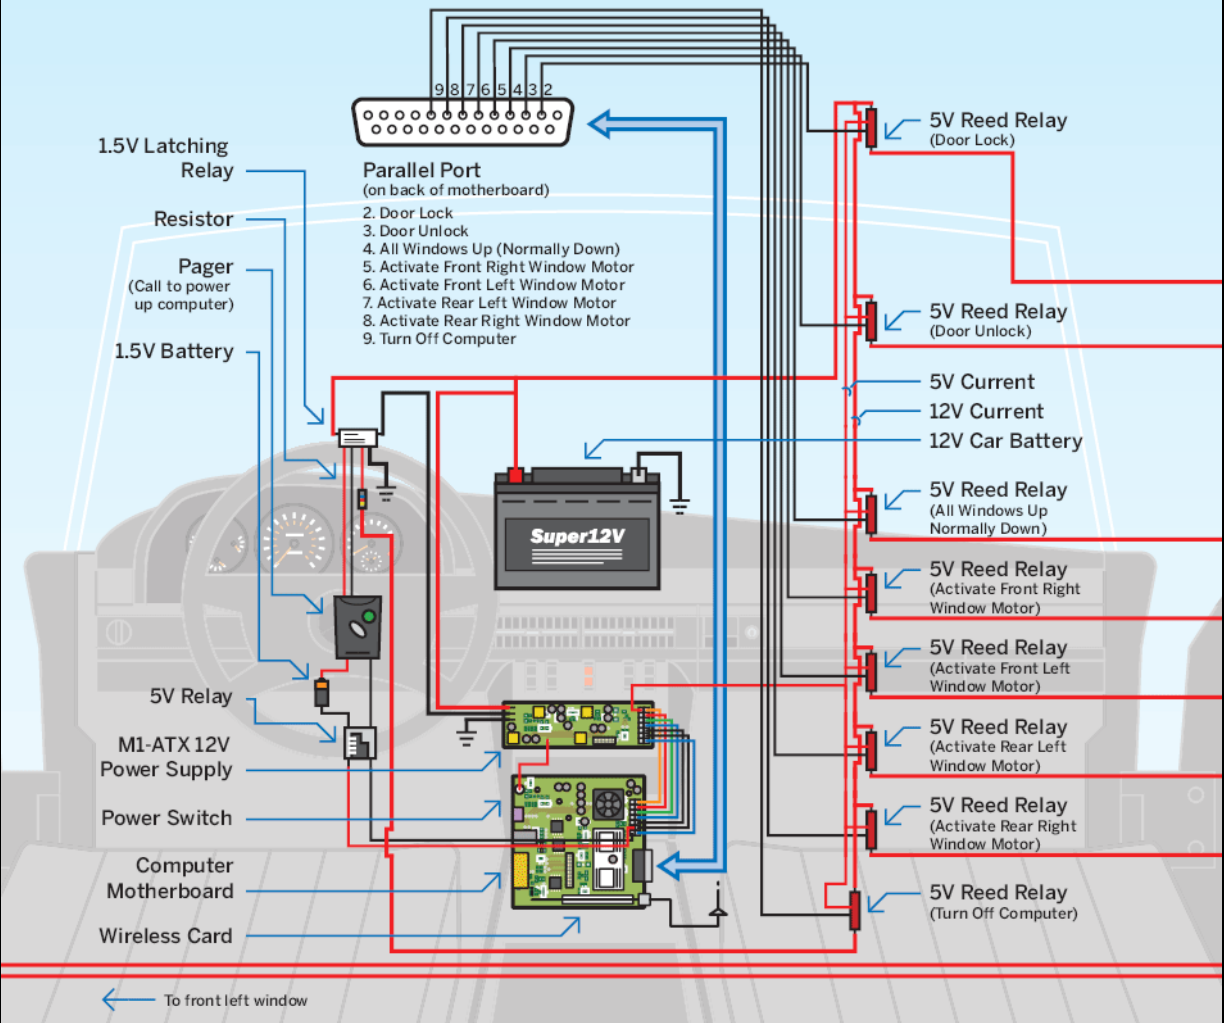 9 8 7 6 5 4 3 2
1.5V Latching
Relay
Resistor
Pager
(Call to power
up computer)
1.5V Battery
5V Relay
M1-ATX 12V
Power Supply
Power Switch
Computer
Motherboard
Wireless Card
To front left window
Parallel Port
(on back of motherboard)
2. Door Lock
3. Door Unlock
4. All Windows Up (Normally Down)
5. Activate Front Right Window Motor
6. Activate Front Left Window Motor
7. Activate Rear Left Window Motor
8. Activate Rear Right Window Motor
9. Turn Off Computer
Super12V
5V Reed Relay
(Door Lock)
5V Reed Relay
(Door Unlock)
5V Current
12V Current
12V Car Battery
5V Reed Relay
(All Windows Up
Normally Down)
5V Reed Relay
(Activate Front Right
Window Motor)
5V Reed Relay
(Activate Front Left
Window Motor)
5V Reed Relay
(Activate Rear Left
Window Motor)
5V Reed Relay
(Activate Rear Right
Window Motor)
5V Reed Relay
(Turn Off Computer)